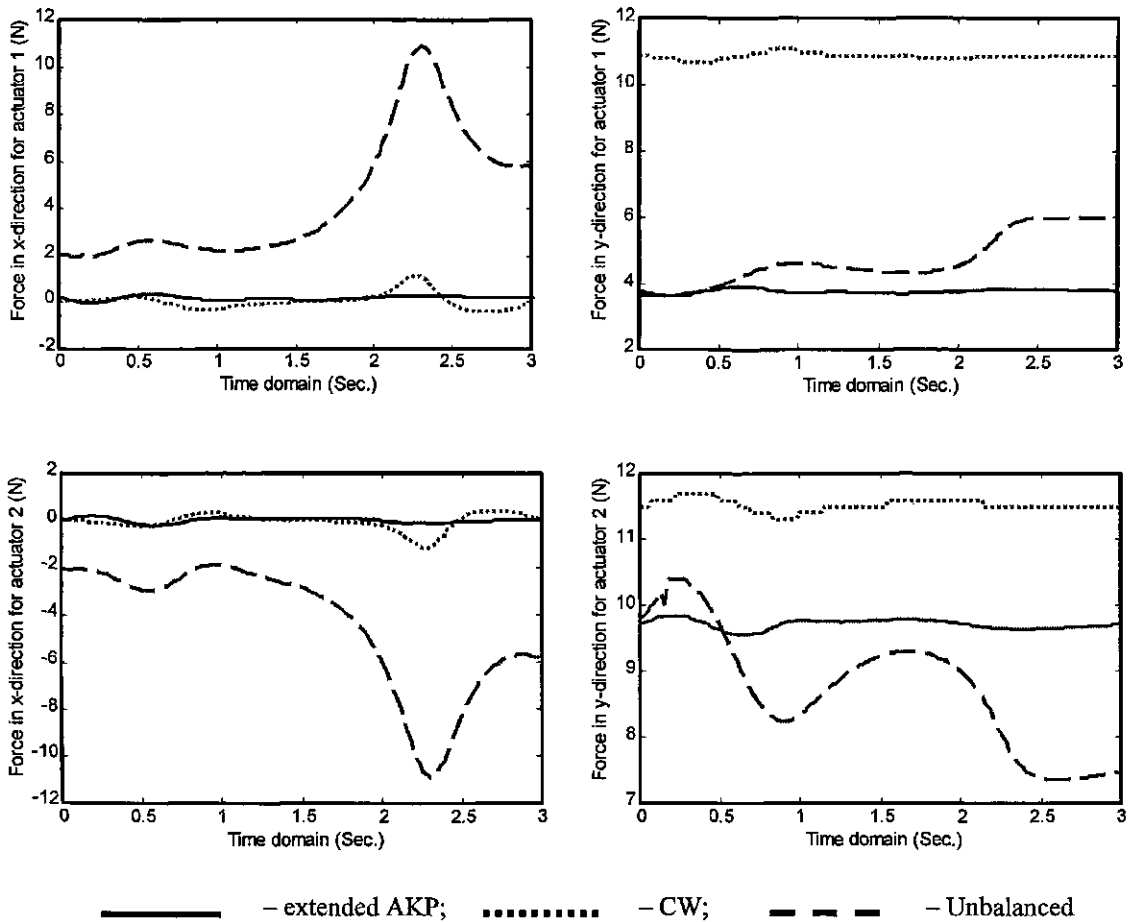 Force in x-direction for actuator 1 (N)
12
10
8
6
4
2
0
-2
0 0.5 1 1.5 2 2.5 3
Time domain (Sec.)
Force in y-direction for actuator 1 (N)
12
10
8
6
4
2
0 0.5 1 1.5 2 2.5 3
Time domain (Sec.)
Force in x-direction for actuator 2 (N)
2
0
-2
-4
-6
-8
-10
-12
0 0.5 1 1.5 2 2.5 3
Time domain (Sec.)
Force in y-direction for actuator 2 (N)
12
11
10
9
8
7
0 0.5 1 1.5 2 2.5 3
Time domain (Sec.)
– extended AKP; – CW; – Unbalanced